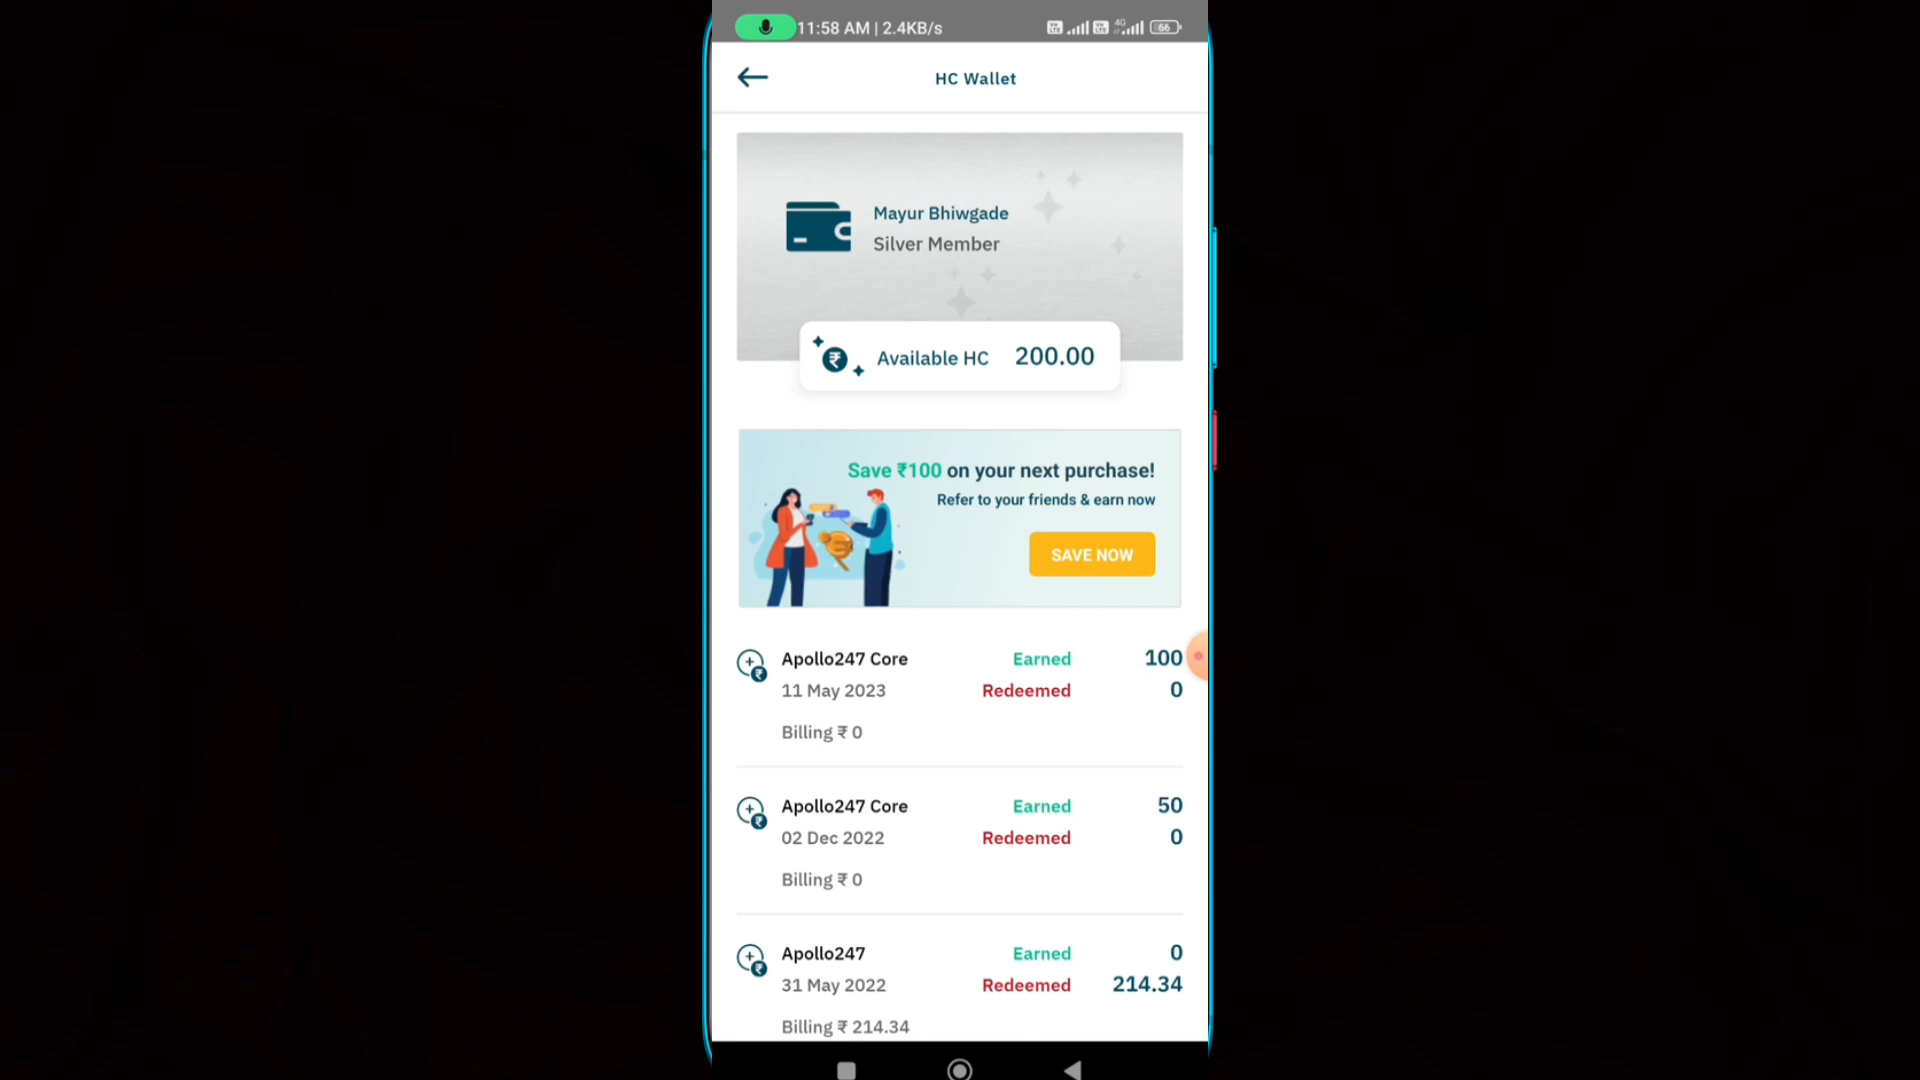 11:58 AM | 2.4KB/s 4G 66
HC Wallet
Mayur Bhiwgade
Silver Member
Available HC 200.00
Save ₹100 on your next purchase!
Refer to your friends & earn now
SAVE NOW
Apollo247 Core Earned 100
11 May 2023 Redeemed 0
Billing ₹ 0
Apollo247 Core Earned 50
02 Dec 2022 Redeemed 0
Billing ₹ 0
Apollo247 Earned 0
31 May 2022 Redeemed 214.34
Billing ₹ 214.34